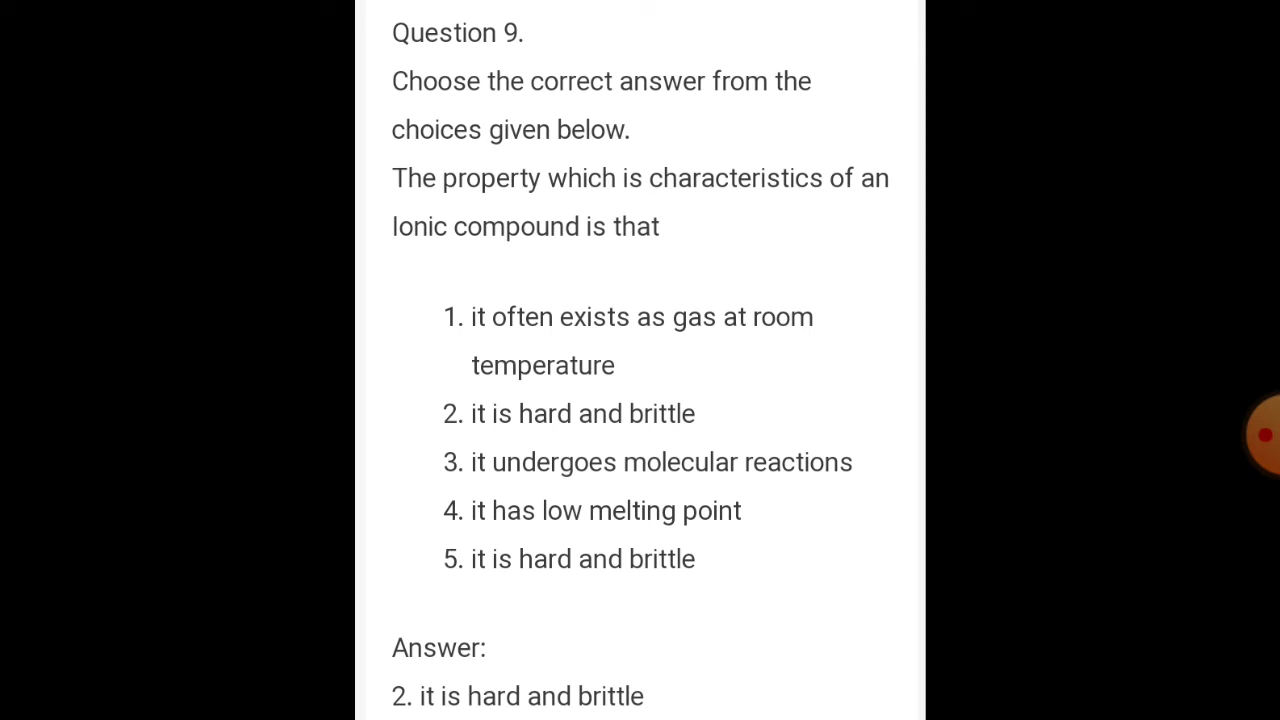 Question 9.
Choose the correct answer from the
choices given below.
The property which is characteristics of an
Ionic compound is that
1. it often exists as gas at room
temperature
2. it is hard and brittle
3. it undergoes molecular reactions
4. it has low melting point
5. it is hard and brittle
Answer:
2. it is hard and brittle